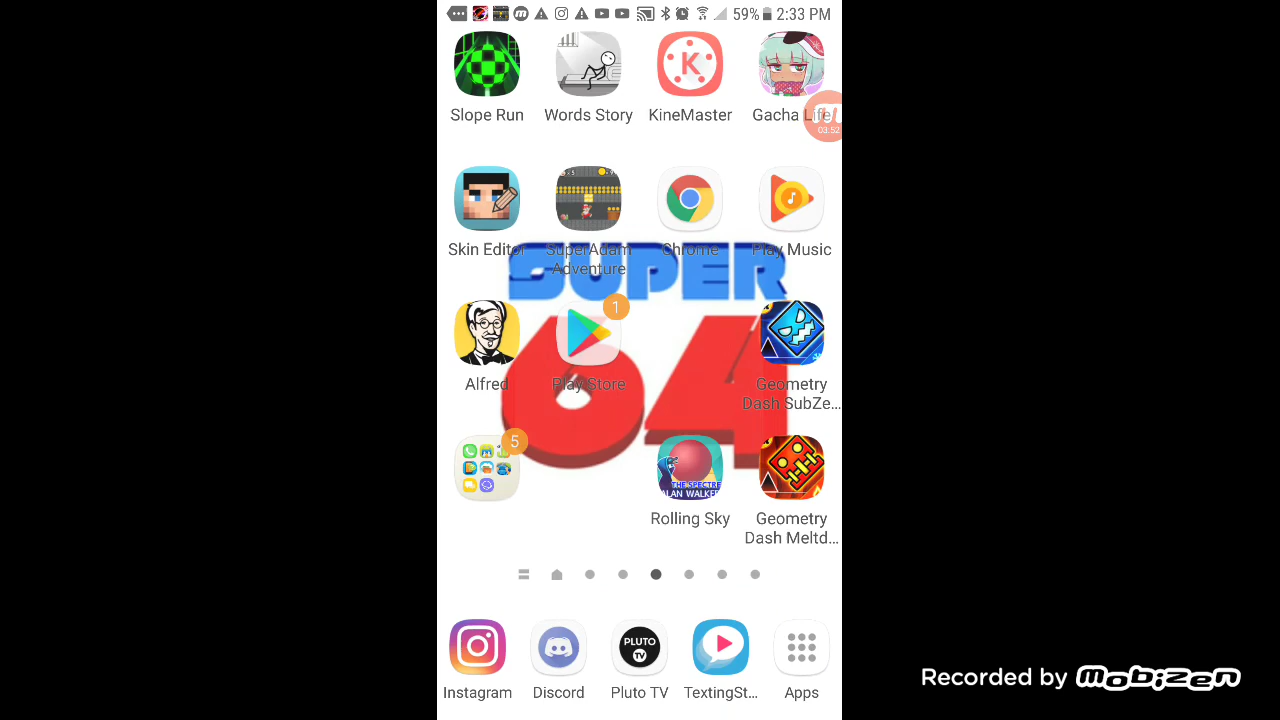 59% 2:33 PM
Slope Run
Words Story
KineMaster
Gacha Life
03:52
Skin Editor
SuperAdam
Adventure
Chrome
Play Music
SUPER
64
Alfred
1
Play Store
Geometry
Dash SubZe...
5
THE SPECTRE
ALAN WALKER
Rolling Sky
Geometry
Dash Meltd...
PLUTO
TV
Instagram
Discord
Pluto TV
TextingSt...
Apps
Recorded by mobizen